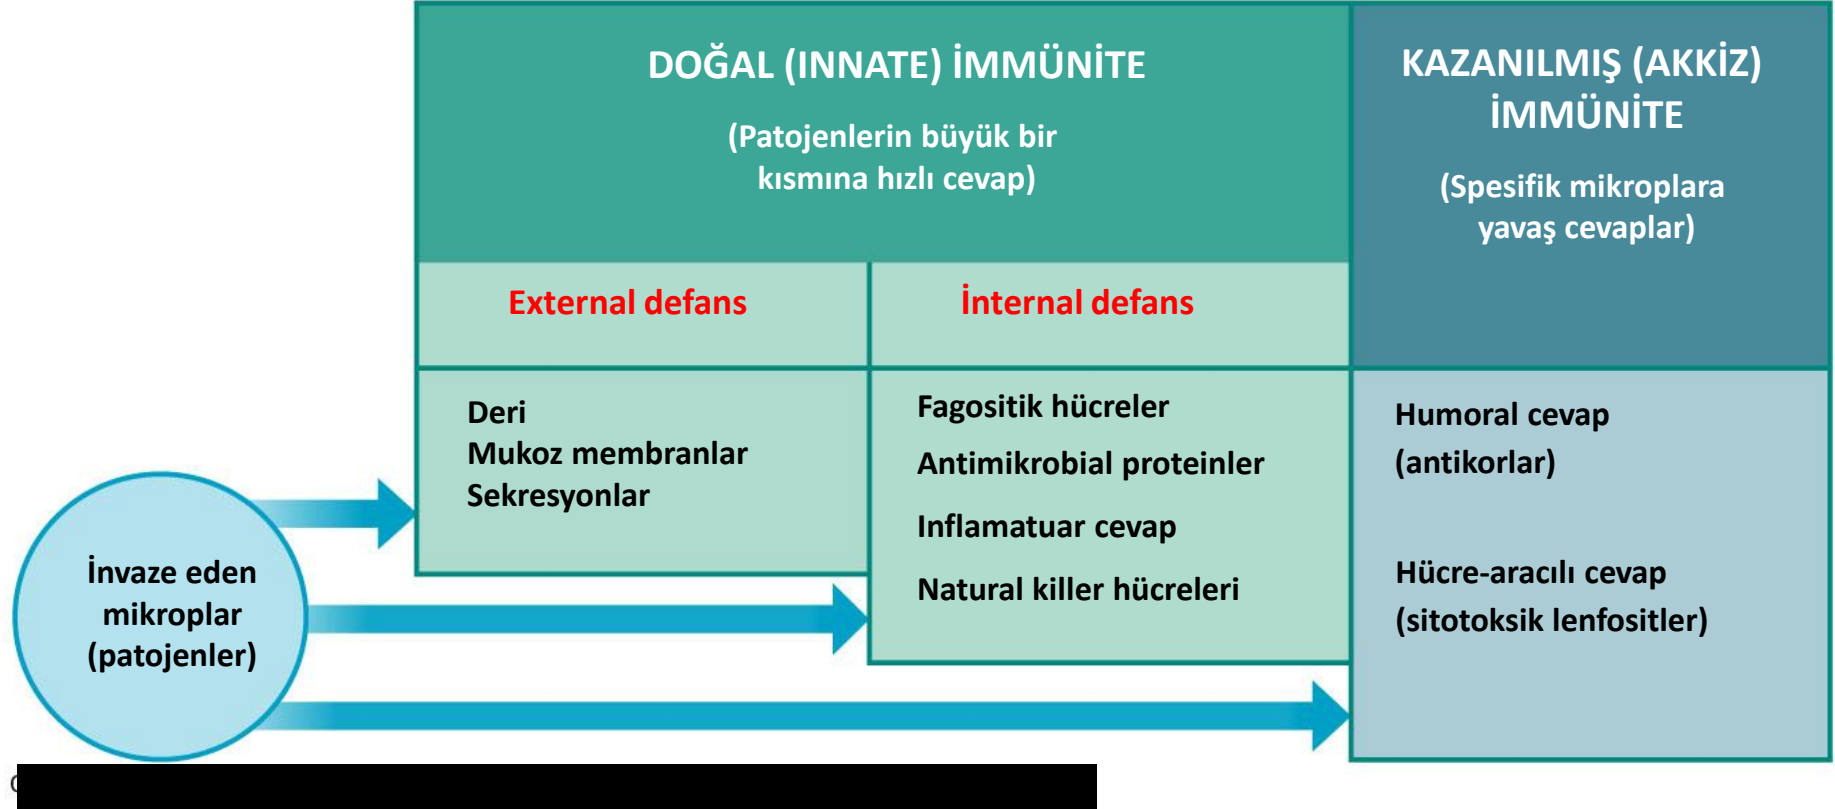 DOĞAL (INNATE) İMMÜNİTE
(Patojenlerin büyük bir
kısmına hızlı cevap)
KAZANILMIŞ (AKKİZ)
İMMÜNİTE
(Spesifik mikroplara
yavaş cevaplar)
External defans
İnternal defans
Deri
Mukoz membranlar
Sekresyonlar
Fagositik hücreler
Antimikrobial proteinler
Inflamatuar cevap
Natural killer hücreleri
Humoral cevap
(antikorlar)
Hücre-aracılı cevap
(sitotoksik lenfositler)
İnvaze eden
mikroplar
(patojenler)